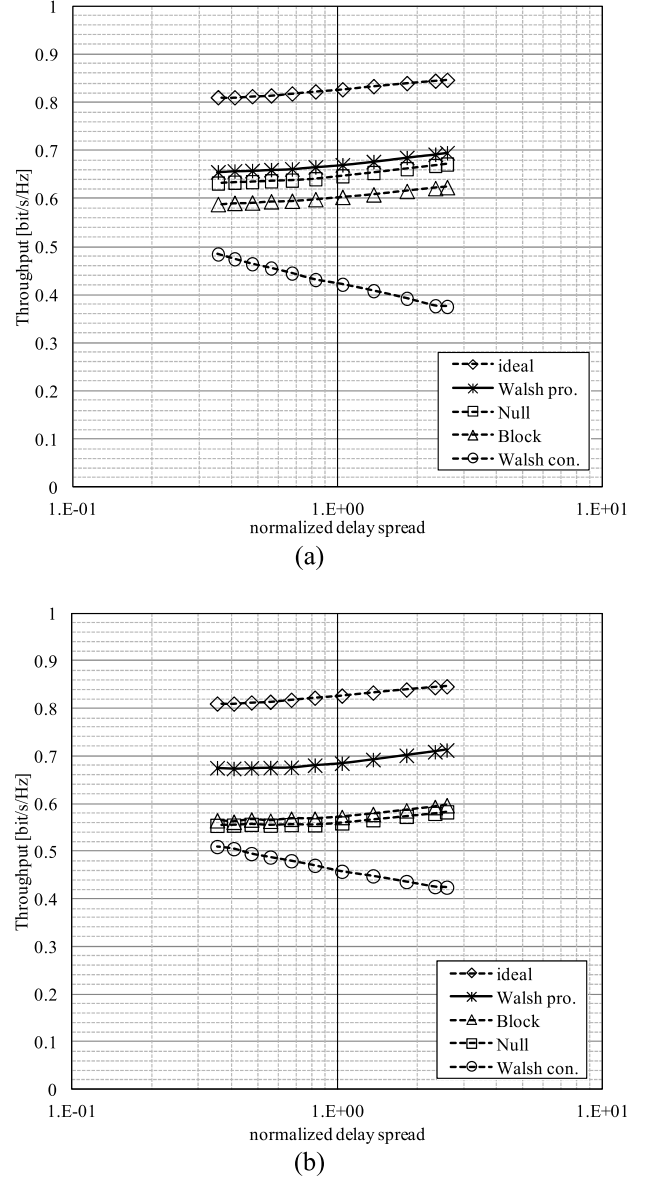 1
0.9
0.8
0.7
0.6
0.5
0.4
0.3
0.2
0.1
0
Throughput [bit/s/Hz]
ideal
Walsh pro.
Null
Block
Walsh con.
1.E-01 1.E+00 1.E+01
normalized delay spread
(a)
1
0.9
0.8
0.7
0.6
0.5
0.4
0.3
0.2
0.1
0
Throughput [bit/s/Hz]
ideal
Walsh pro.
Block
Null
Walsh con.
1.E-01 1.E+00 1.E+01
normalized delay spread
(b)